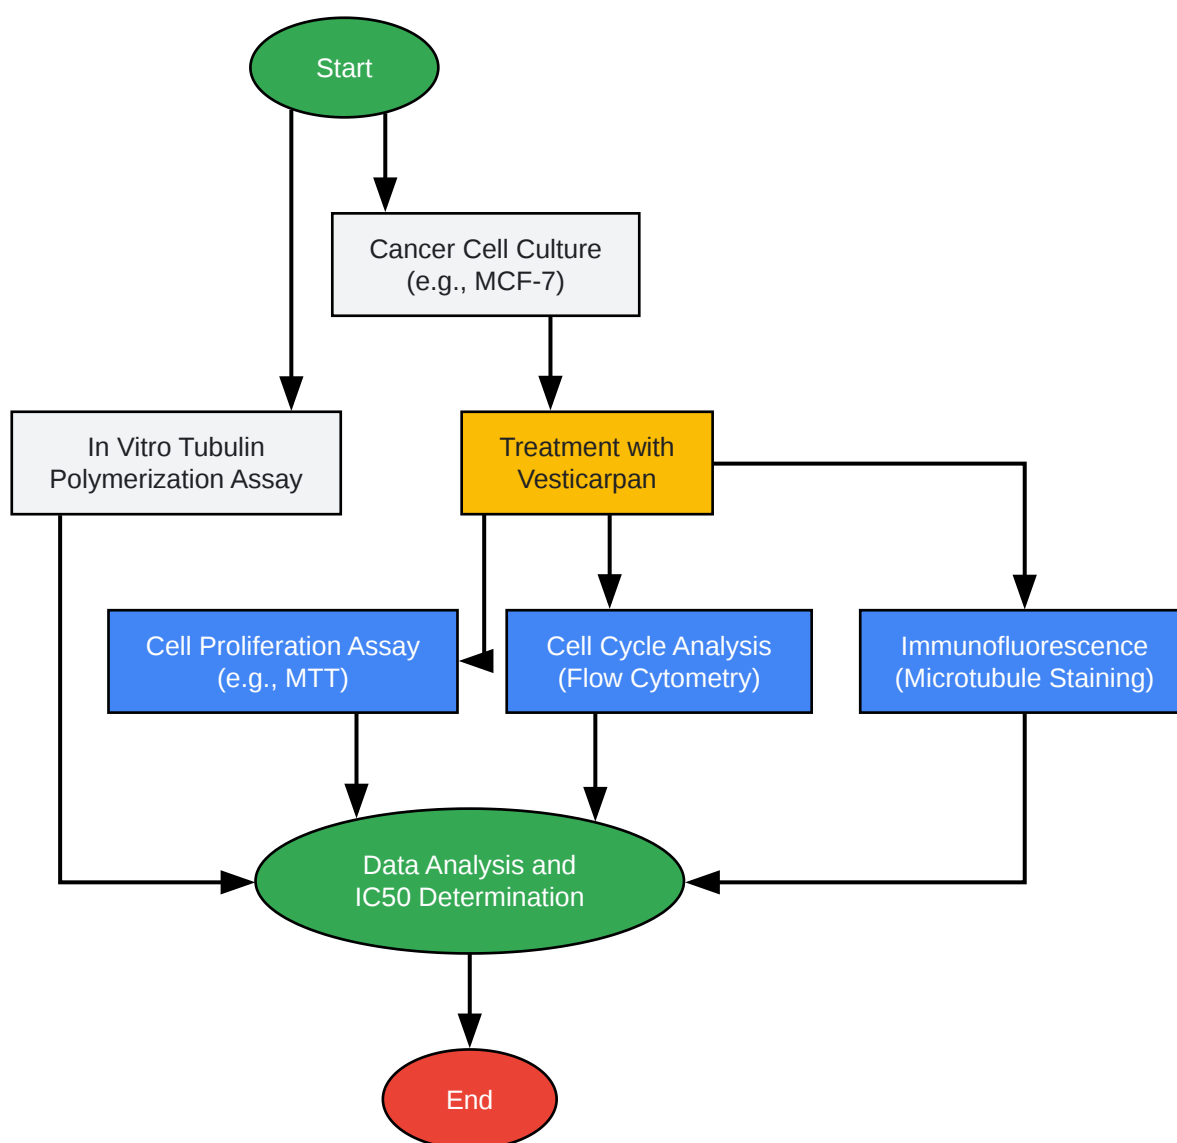 Start
Cancer Cell Culture
(e.g., MCF-7)
In Vitro Tubulin
Polymerization Assay
Treatment with
Vesticarpan
Cell Proliferation Assay
(e.g., MTT)
Cell Cycle Analysis
(Flow Cytometry)
Immunofluorescence
(Microtubule Staining)
Data Analysis and
IC50 Determination
End